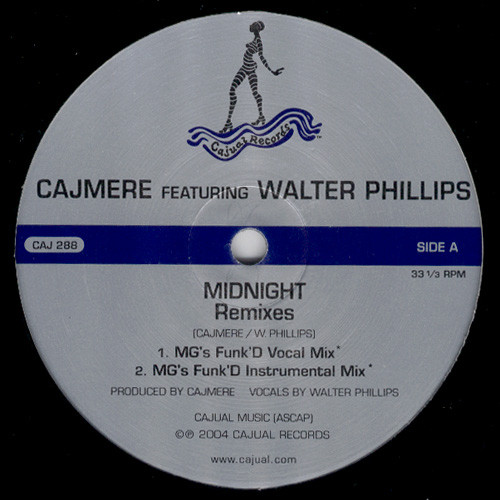 Cajual Records ™
CAJMERE FEATURING WALTER PHILLIPS
CAJ 288
SIDE A
33 1/3 RPM
MIDNIGHT
Remixes
(CAJMERE / W. PHILLIPS)
1. MG's Funk'D Vocal Mix*
2. MG's Funk'D Instrumental Mix*
PRODUCED BY CAJMERE VOCALS BY WALTER PHILLIPS
CAJUAL MUSIC (ASCAP)
©℗ 2004 CAJUAL RECORDS
www.cajual.com